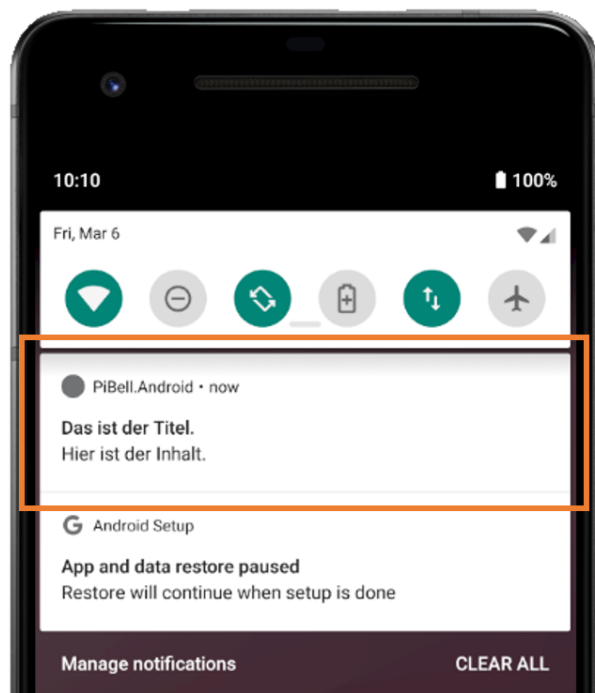 10:10
100%
Fri, Mar 6
PiBell.Android • now
Das ist der Titel.
Hier ist der Inhalt.
G Android Setup
App and data restore paused
Restore will continue when setup is done
Manage notifications
CLEAR ALL